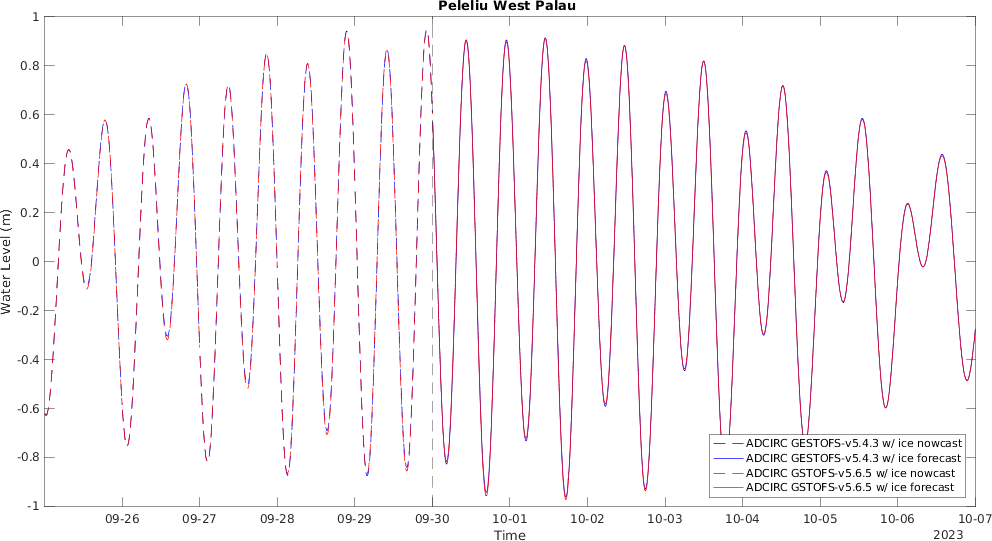 Peleliu West Palau
1
0.8
0.6
0.4
0.2
0
-0.2
-0.4
-0.6
-0.8
-1
Water Level (m)
ADCIRC GESTOFS-v5.4.3 w/ ice nowcast
ADCIRC GESTOFS-v5.4.3 w/ ice forecast
ADCIRC GSTOFS-v5.6.5 w/ ice nowcast
ADCIRC GSTOFS-v5.6.5 w/ ice forecast
09-26 09-27 09-28 09-29 09-30 10-01 10-02 10-03 10-04 10-05 10-06 10-07
Time
2023